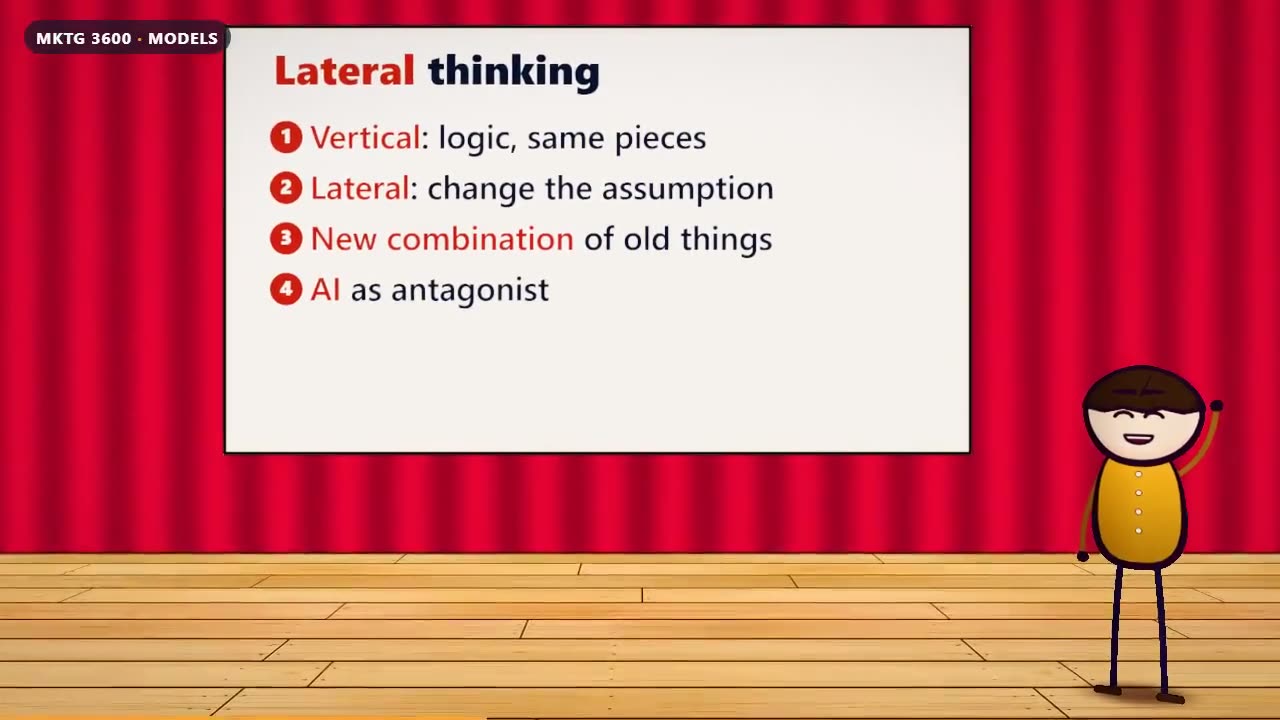 MKTG 3600 · MODELS
Lateral thinking
1 Vertical: logic, same pieces
2 Lateral: change the assumption
3 New combination of old things
4 AI as antagonist